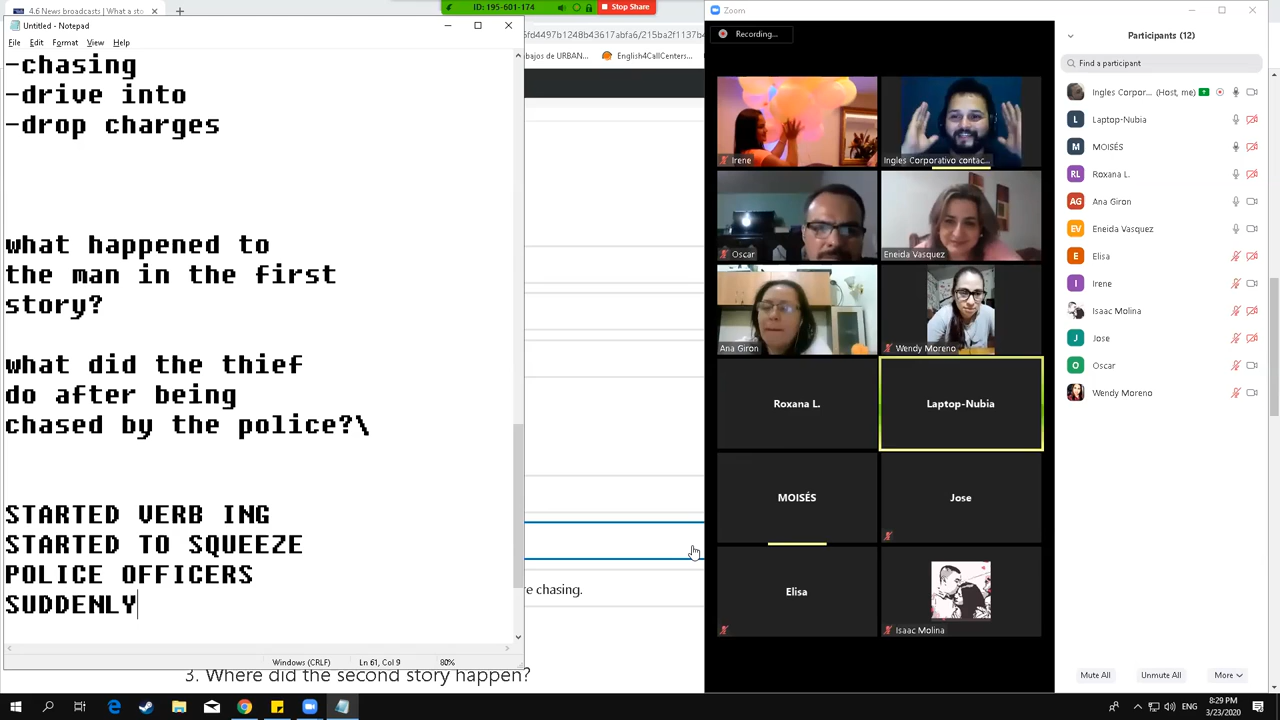 4.6 News broadcasts | What a sto
ID: 195-601-174
Stop Share
Zoom
Untitled - Notepad
File Edit Format View Help
bajos de URBAN...
English4CallCenters...
Recording...
Participants (12)
Find a participant
-chasing
-drive into
-drop charges
what happened to
the man in the first
story?
what did the thief
do after being
chased by the police?\
STARTED VERB ING
STARTED TO SQUEEZE
POLICE OFFICERS
SUDDENLY
Windows (CRLF)
Ln 61, Col 9
80%
e chasing.
3. Where did the second story happen?
Irene
Ingles Corporativo contac...
Oscar
Eneida Vasquez
Ana Giron
Wendy Moreno
Roxana L.
Laptop-Nubia
MOISÉS
Jose
Elisa
Isaac Molina
Ingles Corpor... (Host, me)
L Laptop-Nubia
M MOISÉS
RL Roxana L.
AG Ana Giron
EV Eneida Vasquez
E Elisa
I Irene
Isaac Molina
J Jose
O Oscar
Wendy Moreno
Mute All
Unmute All
More
ENG
8:29 PM
3/23/2020